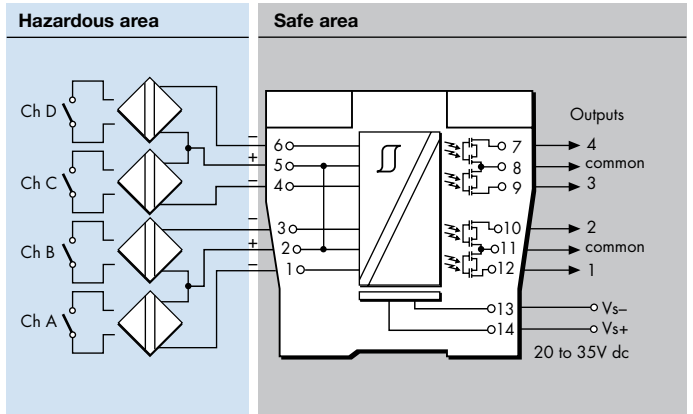 Hazardous area
Safe area
Outputs
Ch D
− 6 7 4
+ 5 8 common
Ch C
− 4 9 3
− 3 10 2
Ch B
+ 2 11 common
− 1 12 1
Ch A
13 Vs−
14 Vs+
20 to 35V dc